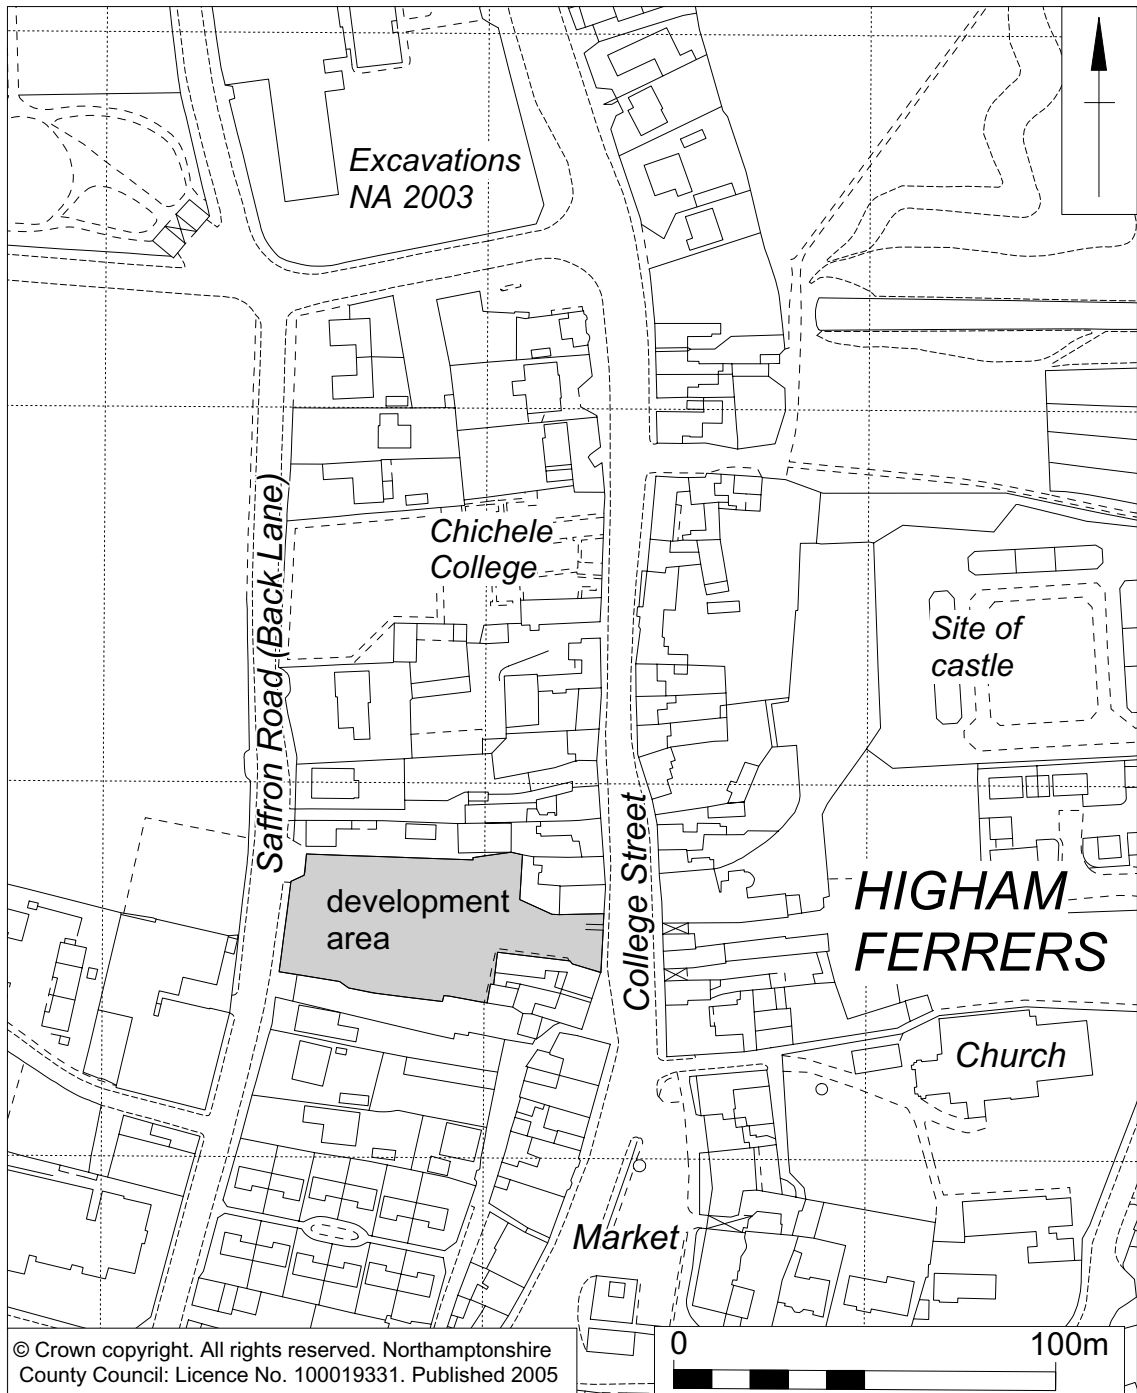 Excavations
NA 2003
Chichele
College
Saffron Road (Back Lane)
Site of
castle
development
area
College Street
HIGHAM
FERRERS
Church
Market
© Crown copyright. All rights reserved. Northamptonshire
County Council: Licence No. 100019331. Published 2005
0 100m